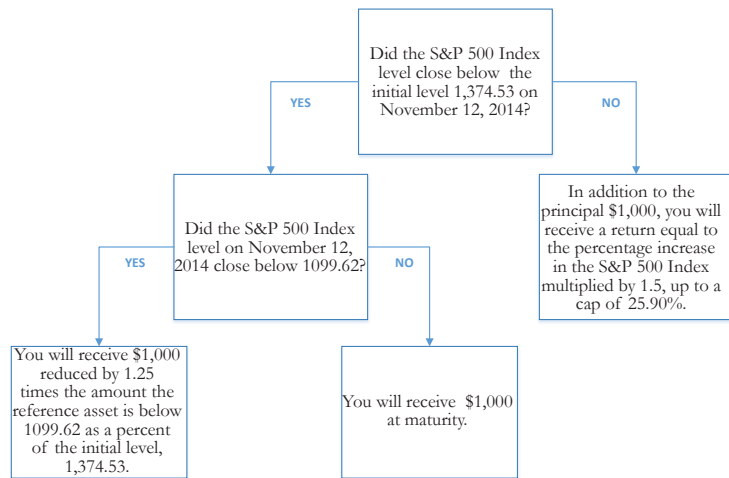 Did the S&P 500 Index
level close below the
initial level 1,374.53 on
November 12, 2014?
YES
NO
Did the S&P 500 Index
level on November 12,
2014 close below 1099.62?
In addition to the
principal $1,000, you will
receive a return equal to
the percentage increase
in the S&P 500 Index
multiplied by 1.5, up to a
cap of 25.90%.
YES
NO
You will receive $1,000
reduced by 1.25
times the amount the
reference asset is below
1099.62 as a percent
of the initial level,
1,374.53.
You will receive $1,000
at maturity.